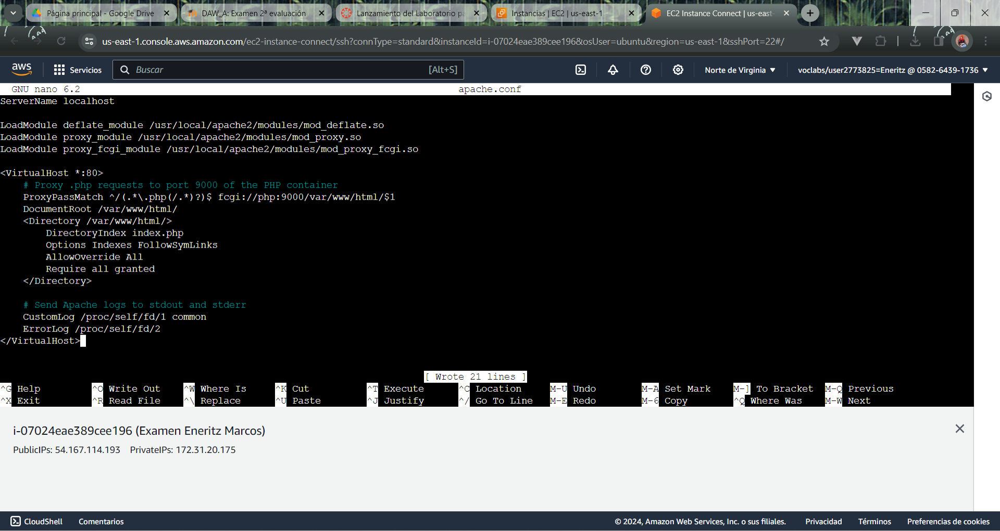 Página principal - Google Drive
DAW_A: Examen 2ª evaluación
Lanzamiento del Laboratorio pa
Instancias | EC2 | us-east-1
EC2 Instance Connect | us-east-
us-east-1.console.aws.amazon.com/ec2-instance-connect/ssh?connType=standard&instanceId=i-07024eae389cee196&osUser=ubuntu&region=us-east-1&sshPort=22#/
aws
Servicios
Buscar
[Alt+S]
Norte de Virginia
voclabs/user2773825=Eneritz @ 0582-6439-1736
GNU nano 6.2 apache.conf
ServerName localhost
LoadModule deflate_module /usr/local/apache2/modules/mod_deflate.so
LoadModule proxy_module /usr/local/apache2/modules/mod_proxy.so
LoadModule proxy_fcgi_module /usr/local/apache2/modules/mod_proxy_fcgi.so
<VirtualHost *:80>
# Proxy .php requests to port 9000 of the PHP container
ProxyPassMatch ^/(.*\.php(/.*)?)$ fcgi://php:9000/var/www/html/$1
DocumentRoot /var/www/html/
<Directory /var/www/html/>
DirectoryIndex index.php
Options Indexes FollowSymLinks
AllowOverride All
Require all granted
</Directory>
# Send Apache logs to stdout and stderr
CustomLog /proc/self/fd/1 common
ErrorLog /proc/self/fd/2
</VirtualHost>
[ Wrote 21 lines ]
^G Help ^O Write Out ^W Where Is ^K Cut ^T Execute ^C Location M-U Undo M-A Set Mark M-] To Bracket M-Q Previous
^X Exit ^R Read File ^\ Replace ^U Paste ^J Justify ^/ Go To Line M-E Redo M-6 Copy ^Q Where Was M-W Next
i-07024eae389cee196 (Examen Eneritz Marcos)
PublicIPs: 54.167.114.193 PrivateIPs: 172.31.20.175
CloudShell Comentarios © 2024, Amazon Web Services, Inc. o sus filiales. Privacidad Términos Preferencias de cookies